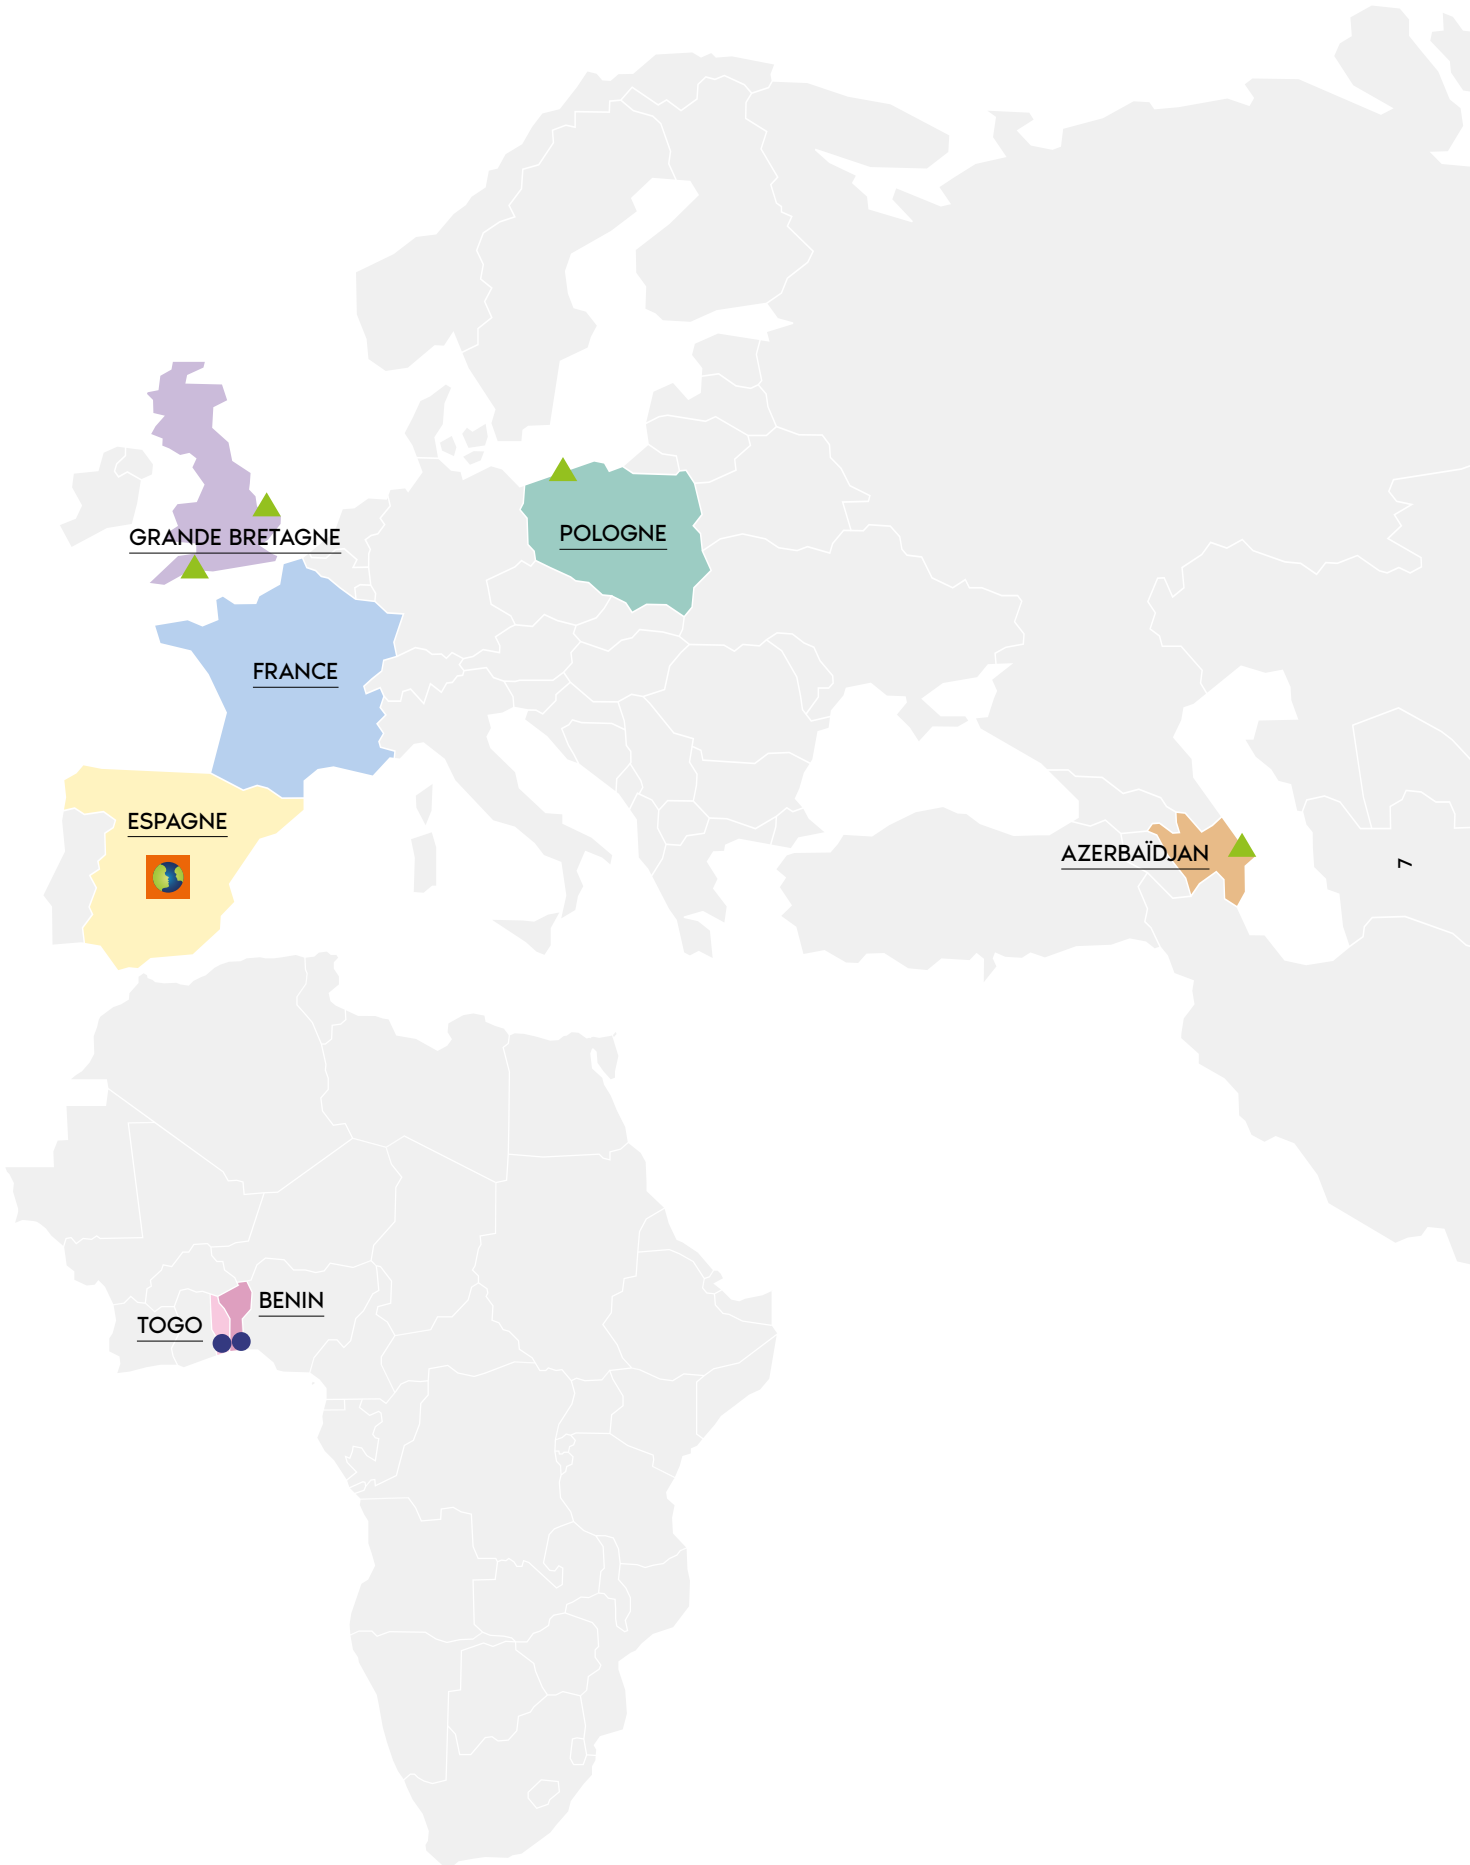 GRANDE BRETAGNE
POLOGNE
FRANCE
ESPAGNE
AZERBAÏDJAN
7
BENIN
TOGO